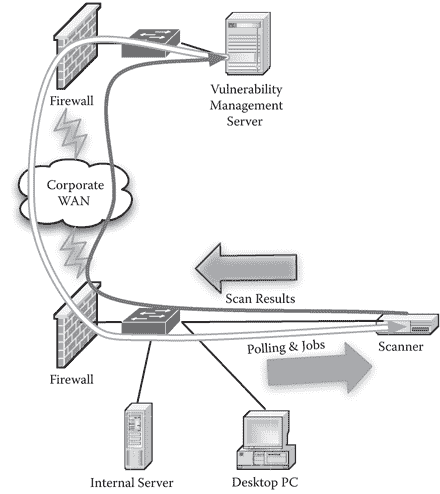 Firewall
Vulnerability
Management
Server
Corporate
WAN
Scan Results
Polling & Jobs
Scanner
Firewall
Internal Server
Desktop PC